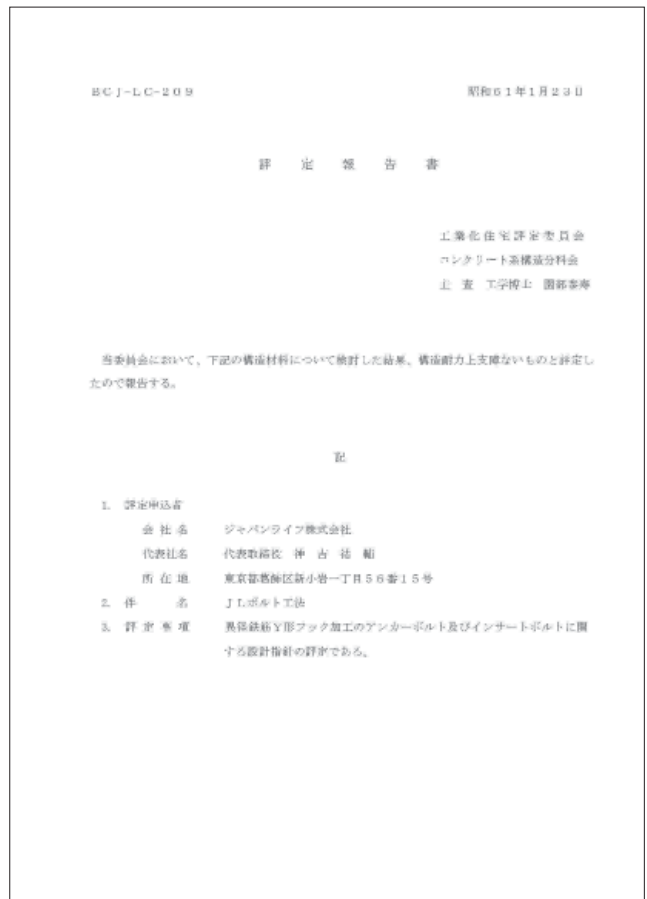 BCJ-LC-209
昭和61年1月23日
評定報告書
工業化住宅評定委員会
コンクリート系構造分科会
主査 工学博士 園部泰寿
当委員会において、下記の構造材料について検討した結果、構造耐力上支障ないものと評定し
たので報告する。
記
1. 評定申込者
会社名 ジャパンライフ株式会社
代表社名 代表取締役 神 古 祐 輔
所在地 東京都葛飾区新小岩一丁目56番15号
2. 件名 JLボルト工法
3. 評定事項 異径鉄筋Y形フック加工のアンカーボルト及びインサートボルトに関
する設計指針の評定である。